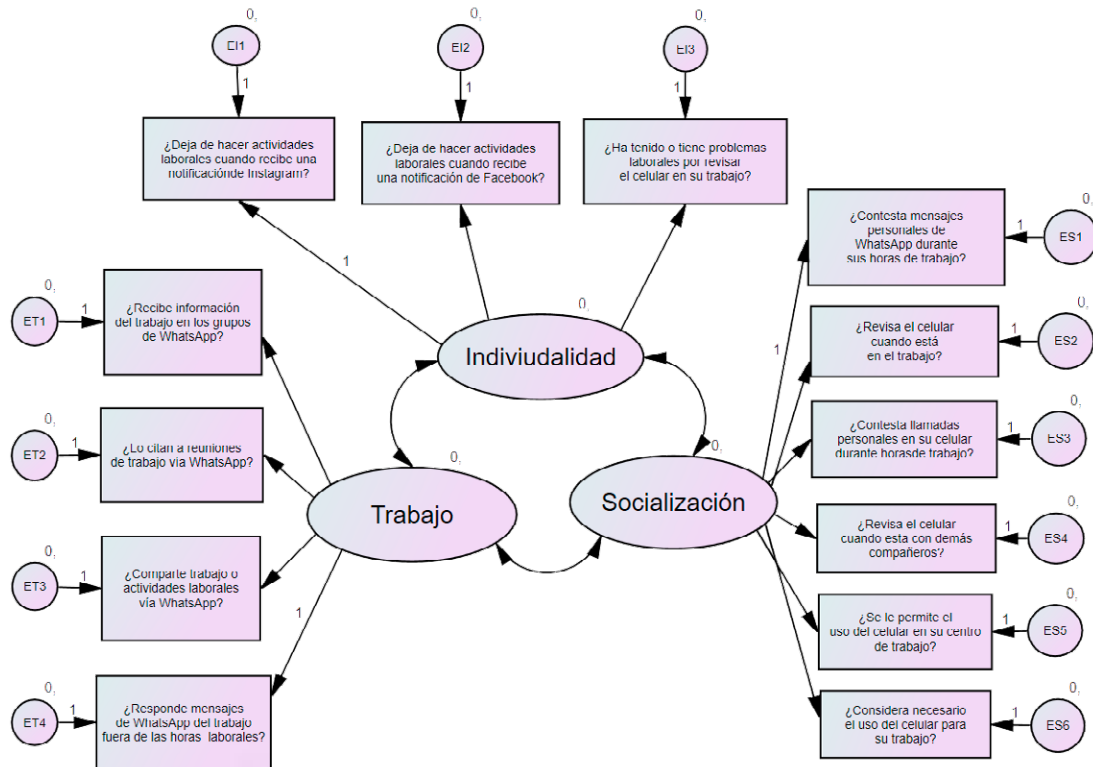 0,
0,
0,
EI1
EI2
EI3
1
1
1
¿Deja de hacer actividades
laborales cuando recibe una
notificaciónde Instagram?
¿Deja de hacer actividades
laborales cuando recibe
una notificación de Facebook?
¿Ha tenido o tiene problemas
laborales por revisar
el celular en su trabajo?
¿Contesta mensajes
personales de
WhatsApp durante
sus horas de trabajo?
1
0,
ES1
1
0,
ET1
1
¿Recibe información
del trabajo en los grupos
de WhatsApp?
0,
Indiviudalidad
1
¿Revisa el celular
cuando está
en el trabajo?
1
0,
ES2
0,
ET2
1
¿Lo citan a reuniones
de trabajo via WhatsApp?
¿Contesta llamadas
personales en su celular
durante horasde trabajo?
1
0,
ES3
0,
Trabajo
0,
Socialización
¿Revisa el celular
cuando esta con demás
compañeros?
1
0,
ES4
0,
ET3
1
¿Comparte trabajo o
actividades laborales
vía WhatsApp?
1
¿Se le permite el
uso del celular en su centro
de trabajo?
1
0,
ES5
0,
ET4
1
¿Responde mensajes
de WhatsApp del trabajo
fuera de las horas laborales?
¿Considera necesario
el uso del celular para
su trabajo?
1
0,
ES6